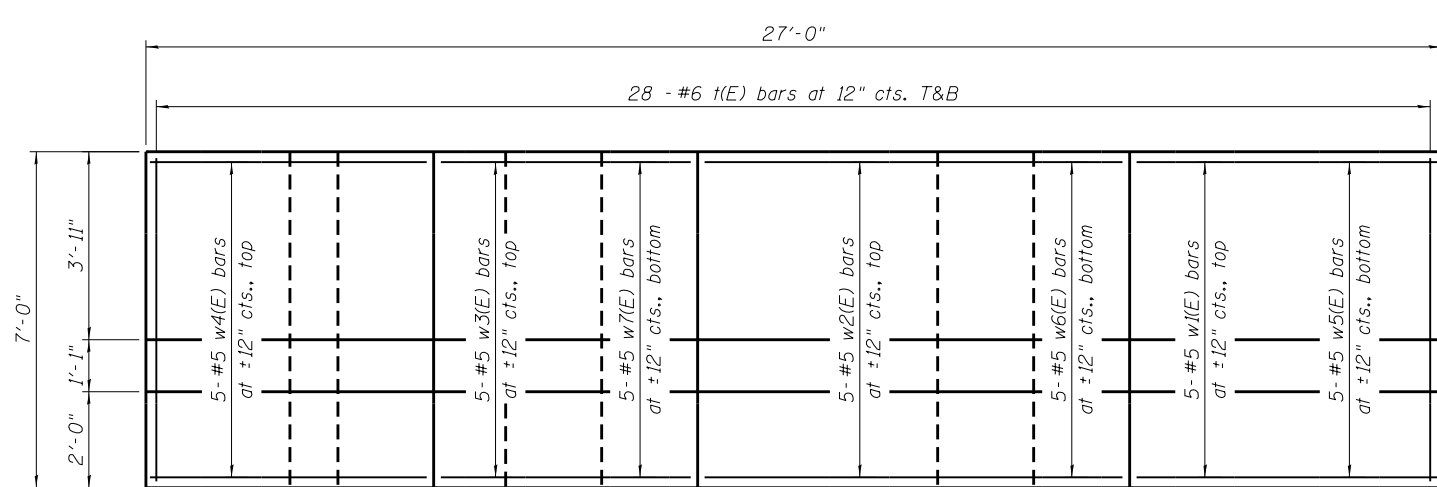 27'-0"
28 - #6 t(E) bars at 12" cts. T&B
7'-0"
3'-11"
1'-1"
2'-0"
5- #5 w4(E) bars
at ±12" cts., top
5- #5 w3(E) bars
at ±12" cts., top
5- #5 w7(E) bars
at ±12" cts., bottom
5- #5 w2(E) bars
at ±12" cts., top
5- #5 w6(E) bars
at ±12" cts., bottom
5- #5 w1(E) bars
at ±12" cts., top
5- #5 w5(E) bars
at ±12" cts., bottom